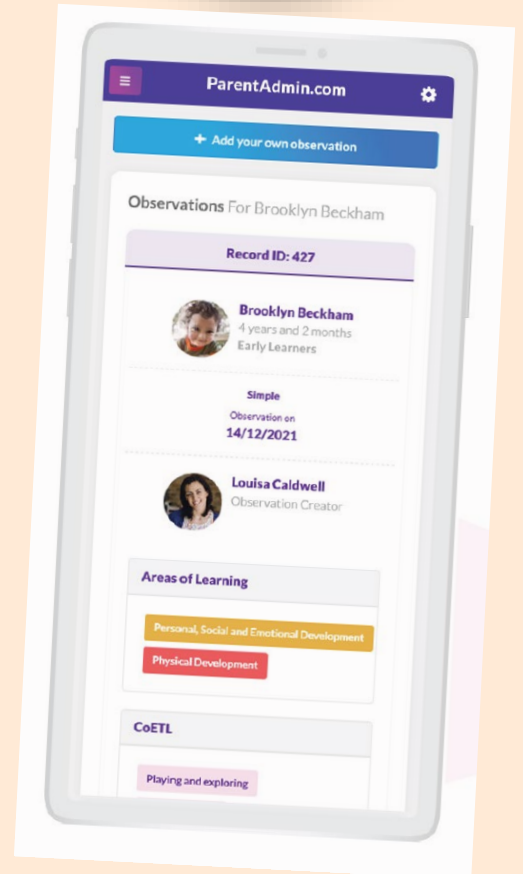 ParentAdmin.com
+ Add your own observation
Observations For Brooklyn Beckham
Record ID: 427
Brooklyn Beckham
4 years and 2 months
Early Learners
Simple
Observation on
14/12/2021
Louisa Caldwell
Observation Creator
Areas of Learning
Personal, Social and Emotional Development
Physical Development
CoETL
Playing and exploring